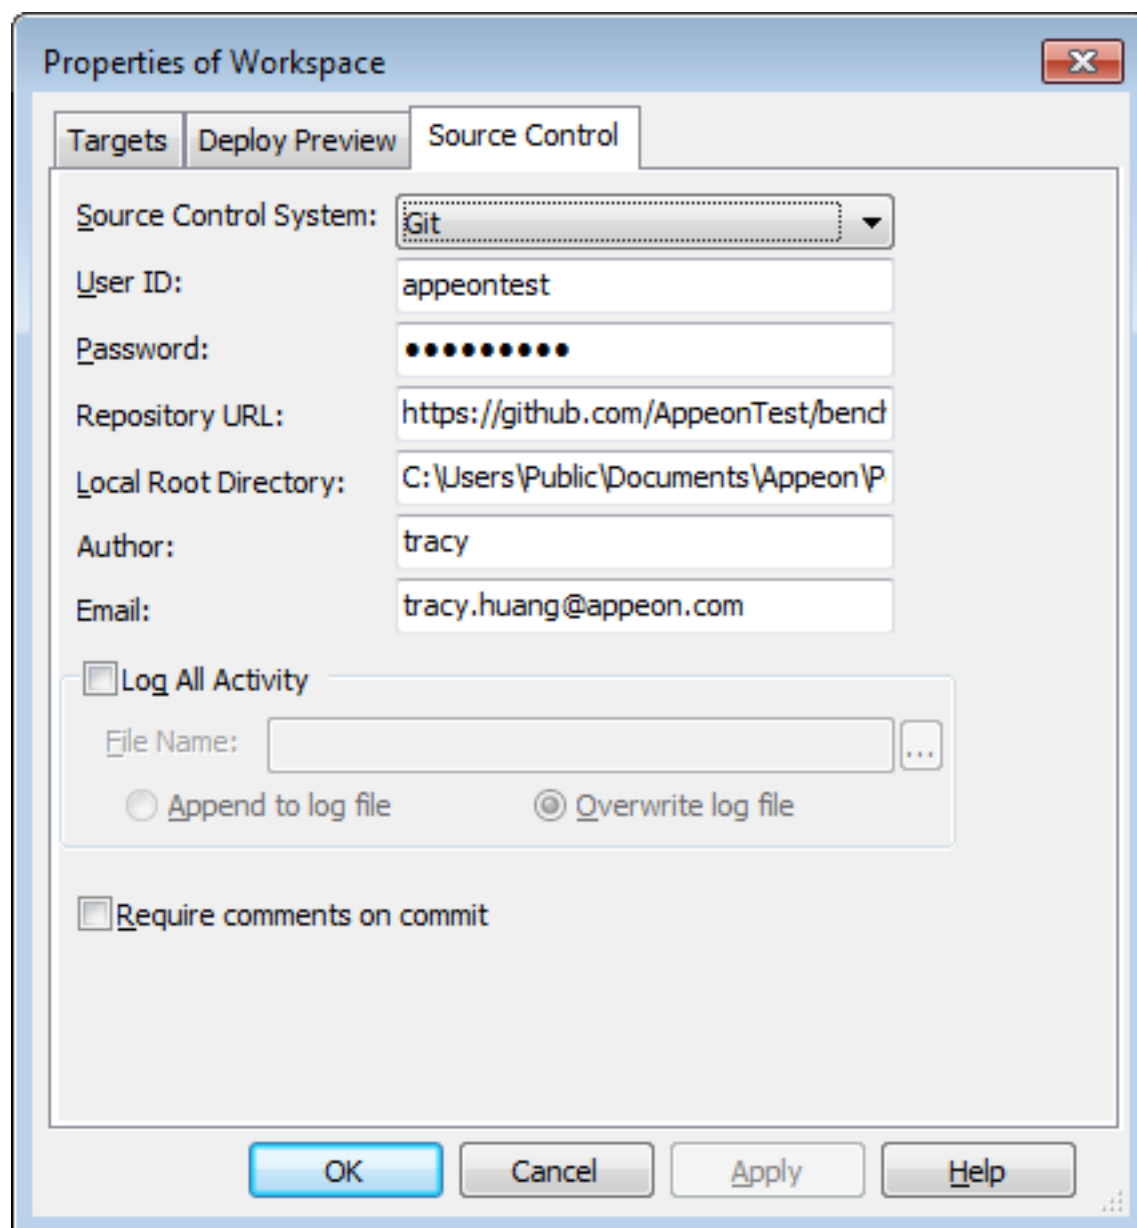 Properties of Workspace
Targets Deploy Preview Source Control
Source Control System: Git
User ID: appeontest
Password: •••••••••
Repository URL: https://github.com/AppeonTest/bench
Local Root Directory: C:\Users\Public\Documents\Appeon\P
Author: tracy
Email: tracy.huang@appeon.com
Log All Activity
File Name: ...
Append to log file Overwrite log file
Require comments on commit
OK Cancel Apply Help